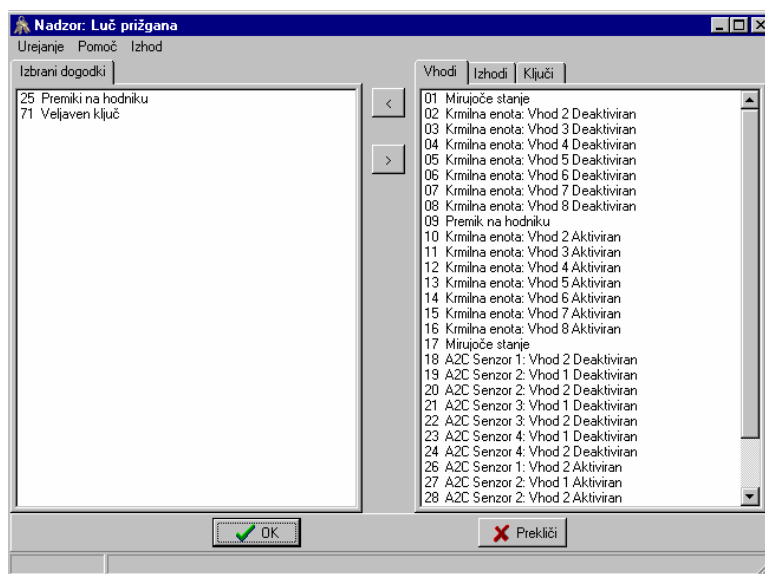 Nadzor: Luč prižgana
Urejanje Pomoč Izhod
Izbrani dogodki
25 Premiki na hodniku
71 Veljaven ključ
<
>
Vhodi Izhodi Ključi
01 Mirujoče stanje
02 Krmilna enota: Vhod 2 Deaktiviran
03 Krmilna enota: Vhod 3 Deaktiviran
04 Krmilna enota: Vhod 4 Deaktiviran
05 Krmilna enota: Vhod 5 Deaktiviran
06 Krmilna enota: Vhod 6 Deaktiviran
07 Krmilna enota: Vhod 7 Deaktiviran
08 Krmilna enota: Vhod 8 Deaktiviran
09 Premik na hodniku
10 Krmilna enota: Vhod 2 Aktiviran
11 Krmilna enota: Vhod 3 Aktiviran
12 Krmilna enota: Vhod 4 Aktiviran
13 Krmilna enota: Vhod 5 Aktiviran
14 Krmilna enota: Vhod 6 Aktiviran
15 Krmilna enota: Vhod 7 Aktiviran
16 Krmilna enota: Vhod 8 Aktiviran
17 Mirujoče stanje
18 A2C Senzor 1: Vhod 2 Deaktiviran
19 A2C Senzor 2: Vhod 1 Deaktiviran
20 A2C Senzor 2: Vhod 2 Deaktiviran
21 A2C Senzor 3: Vhod 1 Deaktiviran
22 A2C Senzor 3: Vhod 2 Deaktiviran
23 A2C Senzor 4: Vhod 1 Deaktiviran
24 A2C Senzor 4: Vhod 2 Deaktiviran
26 A2C Senzor 1: Vhod 2 Aktiviran
27 A2C Senzor 2: Vhod 1 Aktiviran
28 A2C Senzor 2: Vhod 2 Aktiviran
OK
Prekliči